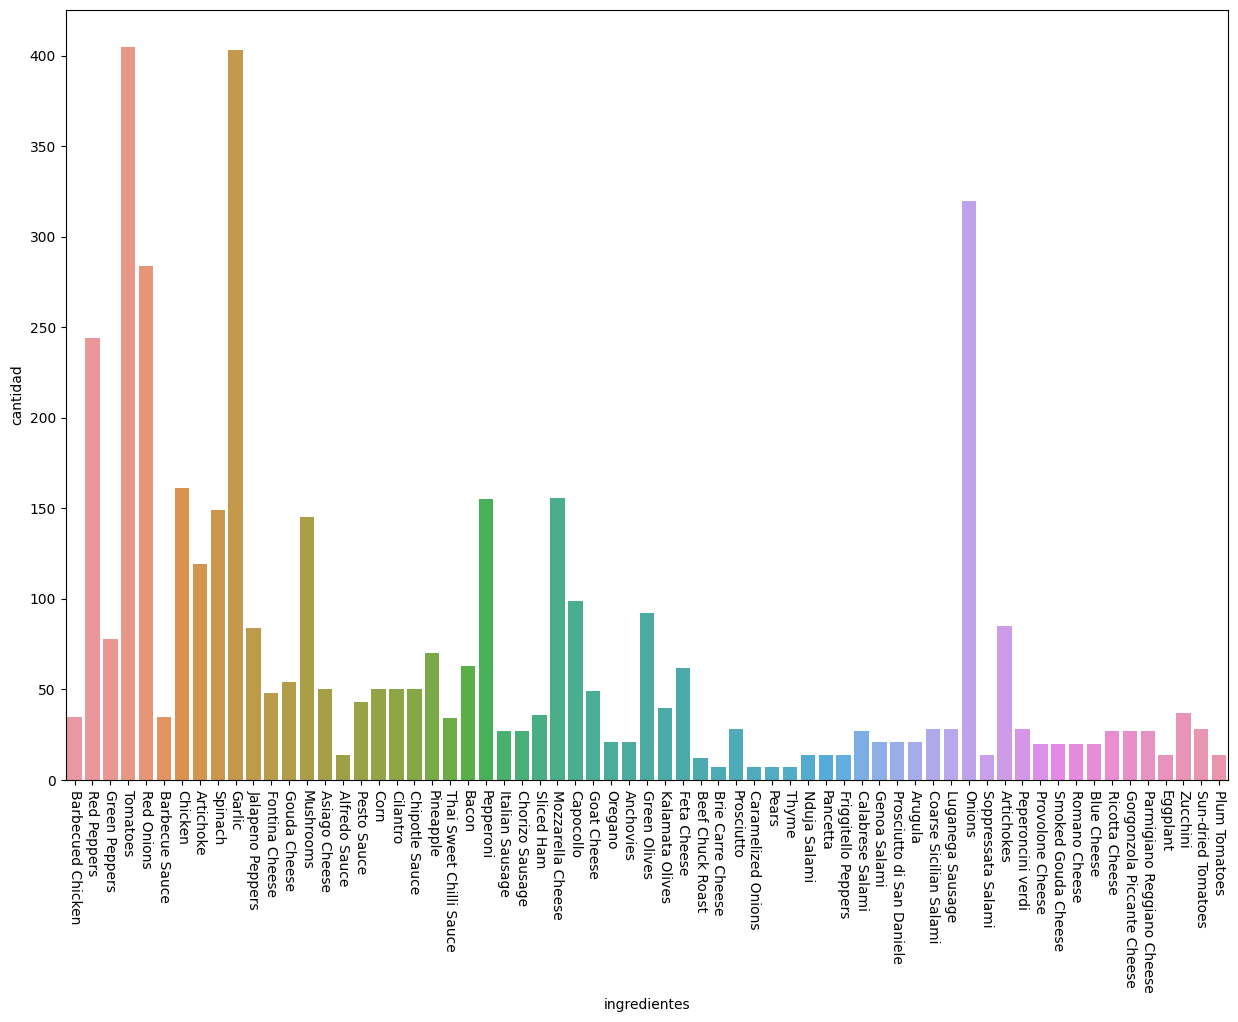 400
350
300
250
200
150
100
50
0
cantidad
Barbecued Chicken
Red Peppers
Green Peppers
Tomatoes
Red Onions
Barbecue Sauce
Chicken
Artichoke
Spinach
Garlic
Jalapeno Peppers
Fontina Cheese
Gouda Cheese
Mushrooms
Asiago Cheese
Alfredo Sauce
Pesto Sauce
Corn
Cilantro
Chipotle Sauce
Pineapple
Thai Sweet Chilli Sauce
Bacon
Pepperoni
Italian Sausage
Chorizo Sausage
Sliced Ham
Mozzarella Cheese
Capocollo
Goat Cheese
Oregano
Anchovies
Green Olives
Kalamata Olives
Feta Cheese
Beef Chuck Roast
Brie Carre Cheese
Prosciutto
Caramelized Onions
Pears
Thyme
Nduja Salami
Pancetta
Friggitello Peppers
Calabrese Salami
Genoa Salami
Prosciutto di San Daniele
Arugula
Coarse Sicilian Salami
Luganega Sausage
Onions
Soppressata Salami
Artichokes
Peperoncini verdi
Provolone Cheese
Smoked Gouda Cheese
Romano Cheese
Blue Cheese
Ricotta Cheese
Gorgonzola Piccante Cheese
Parmigiano Reggiano Cheese
Eggplant
Zucchini
Sun-dried Tomatoes
Plum Tomatoes
ingredientes